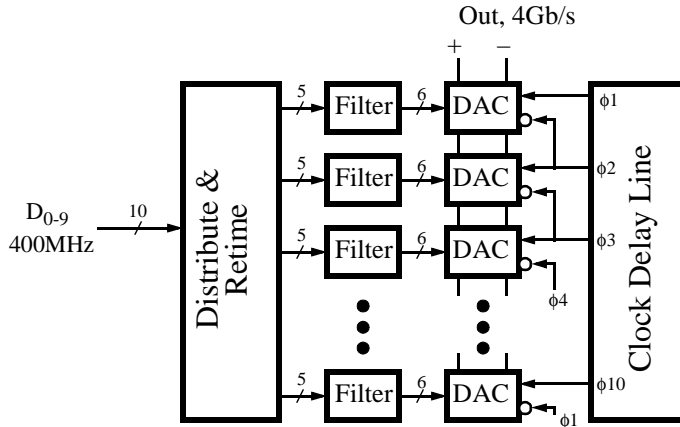 Out, 4Gb/s
+ −
5 Filter 6 DAC ϕ1
5 Filter 6 DAC ϕ2
D0-9 10
400MHz
Distribute &
Retime
5 Filter 6 DAC ϕ3
ϕ4
Clock Delay Line
5 Filter 6 DAC ϕ10
ϕ1